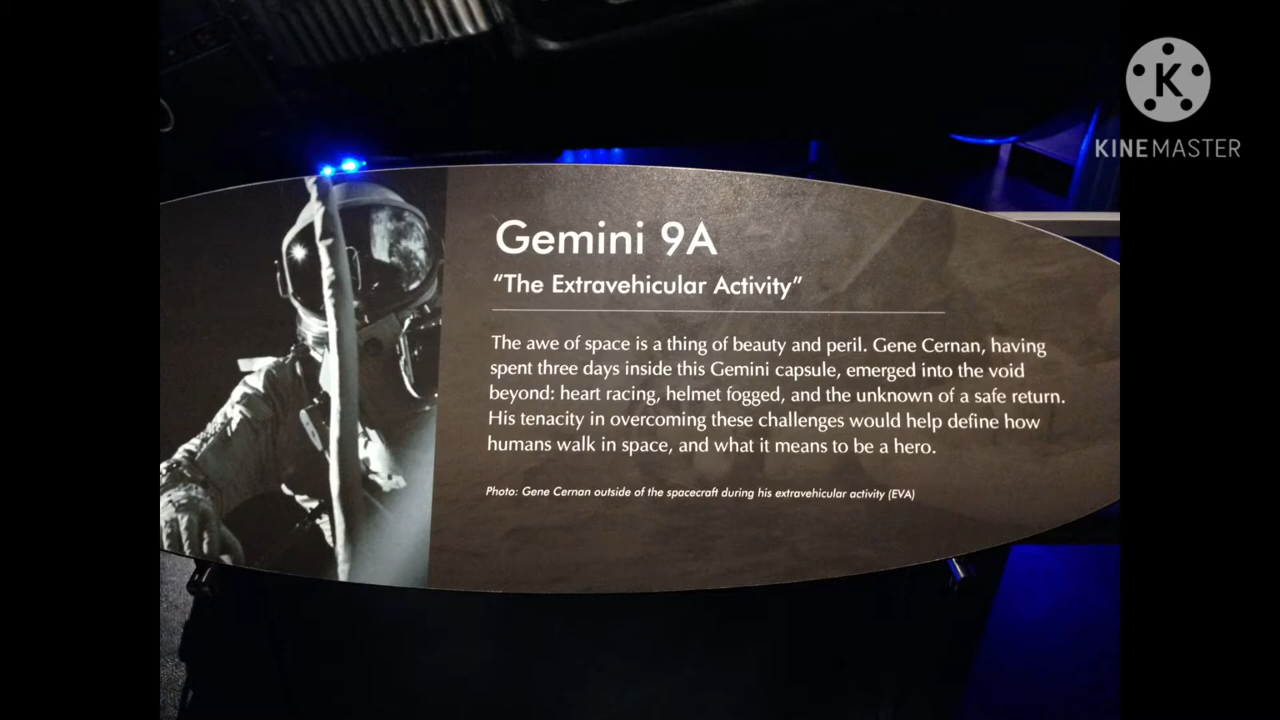 K
KINEMASTER
Gemini 9A
“The Extravehicular Activity”
The awe of space is a thing of beauty and peril. Gene Cernan, having
spent three days inside this Gemini capsule, emerged into the void
beyond: heart racing, helmet fogged, and the unknown of a safe return.
His tenacity in overcoming these challenges would help define how
humans walk in space, and what it means to be a hero.
Photo: Gene Cernan outside of the spacecraft during his extravehicular activity (EVA)